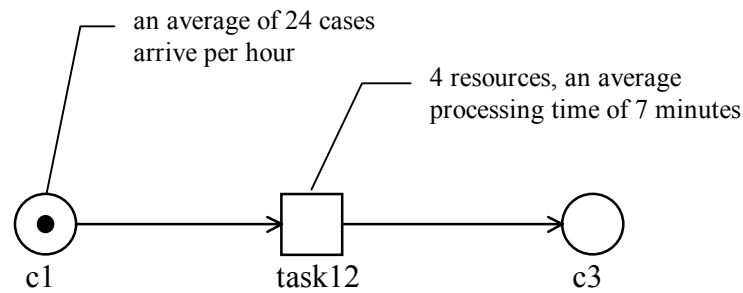 an average of 24 cases
arrive per hour
4 resources, an average
processing time of 7 minutes
c1
task12
c3